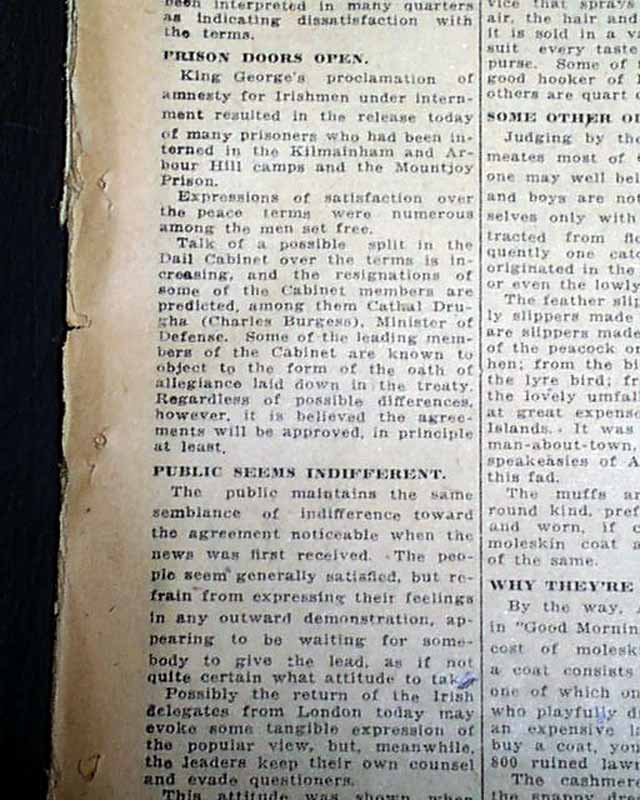 been interpreted in many quarters
as indicating dissatisfaction with
the terms.
PRISON DOORS OPEN.
King George's proclamation of
amnesty for Irishmen under intern-
ment resulted in the release today
of many prisoners who had been in-
terned in the Kilmainham and Ar-
bour Hill camps and the Mountjoy
Prison.
Expressions of satisfaction over
the peace terms were numerous
among the men set free.
Talk of a possible split in the
Dail Cabinet over the terms is in-
creasing, and the resignations of
some of the Cabinet members are
predicted, among them Cathal Dru-
gha (Charles Burgess), Minister of
Defense. Some of the leading mem-
bers of the Cabinet are known to
object to the form of the oath of
allegiance laid down in the treaty.
Regardless of possible differences,
however, it is believed the agree-
ments will be approved, in principle
at least.
PUBLIC SEEMS INDIFFERENT.
The public maintains the same
semblance of indifference toward
the agreement noticeable when the
news was first received. The peo-
ple seem generally satisfied, but re-
frain from expressing their feelings
in any outward demonstration, ap-
pearing to be waiting for some-
body to give the lead, as if not
quite certain what attitude to take.
Possibly the return of the Irish
delegates from London today may
evoke some tangible expression of
the popular view, but, meanwhile,
the leaders keep their own counsel
and evade questioners.
This attitude was shown when
vice that sprays
air, the hair and
it is sold in a
suit every taste
purse. Some of
good hooker of
others are quart
SOME OTHER
Judging by the
meates most of
one may well
and boys are not
selves only with
tracted from
quently one
originated in the
or even the lowly
The feather
ly slippers made
are slippers made
of the peacock or
hen; from the
the lyre bird;
the lovely
at great expense
Islands. It was
man-about-town,
speakeasies of A
this fad.
The muffs
round kind,
and worn, if
moleskin coat
of the same.
WHY THEY'RE
By the way,
in "Good
cost of
a coat consists
one of which
who playfully
an expensive
buy a coat,
800 ruined
The
the snappy